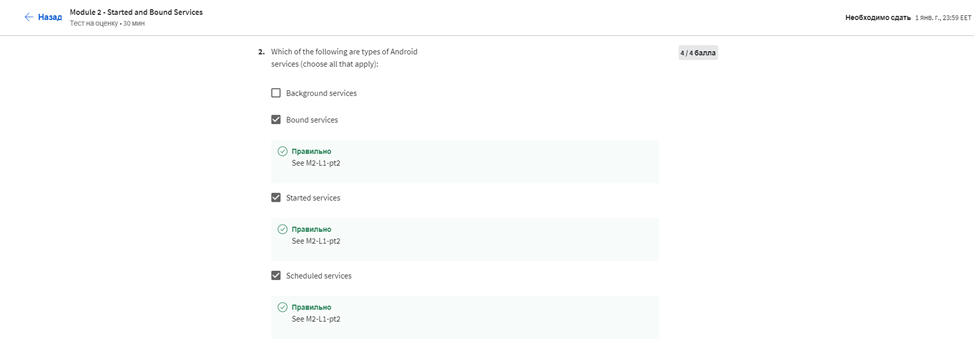 Назад
Module 2 - Started and Bound Services
Тест на оценку • 30 мин
Необходимо сдать 1 янв. г., 23:59 EET
2. Which of the following are types of Android
services (choose all that apply):
4 / 4 балла
Background services
Bound services
Правильно
See M2-L1-pt2
Started services
Правильно
See M2-L1-pt2
Scheduled services
Правильно
See M2-L1-pt2